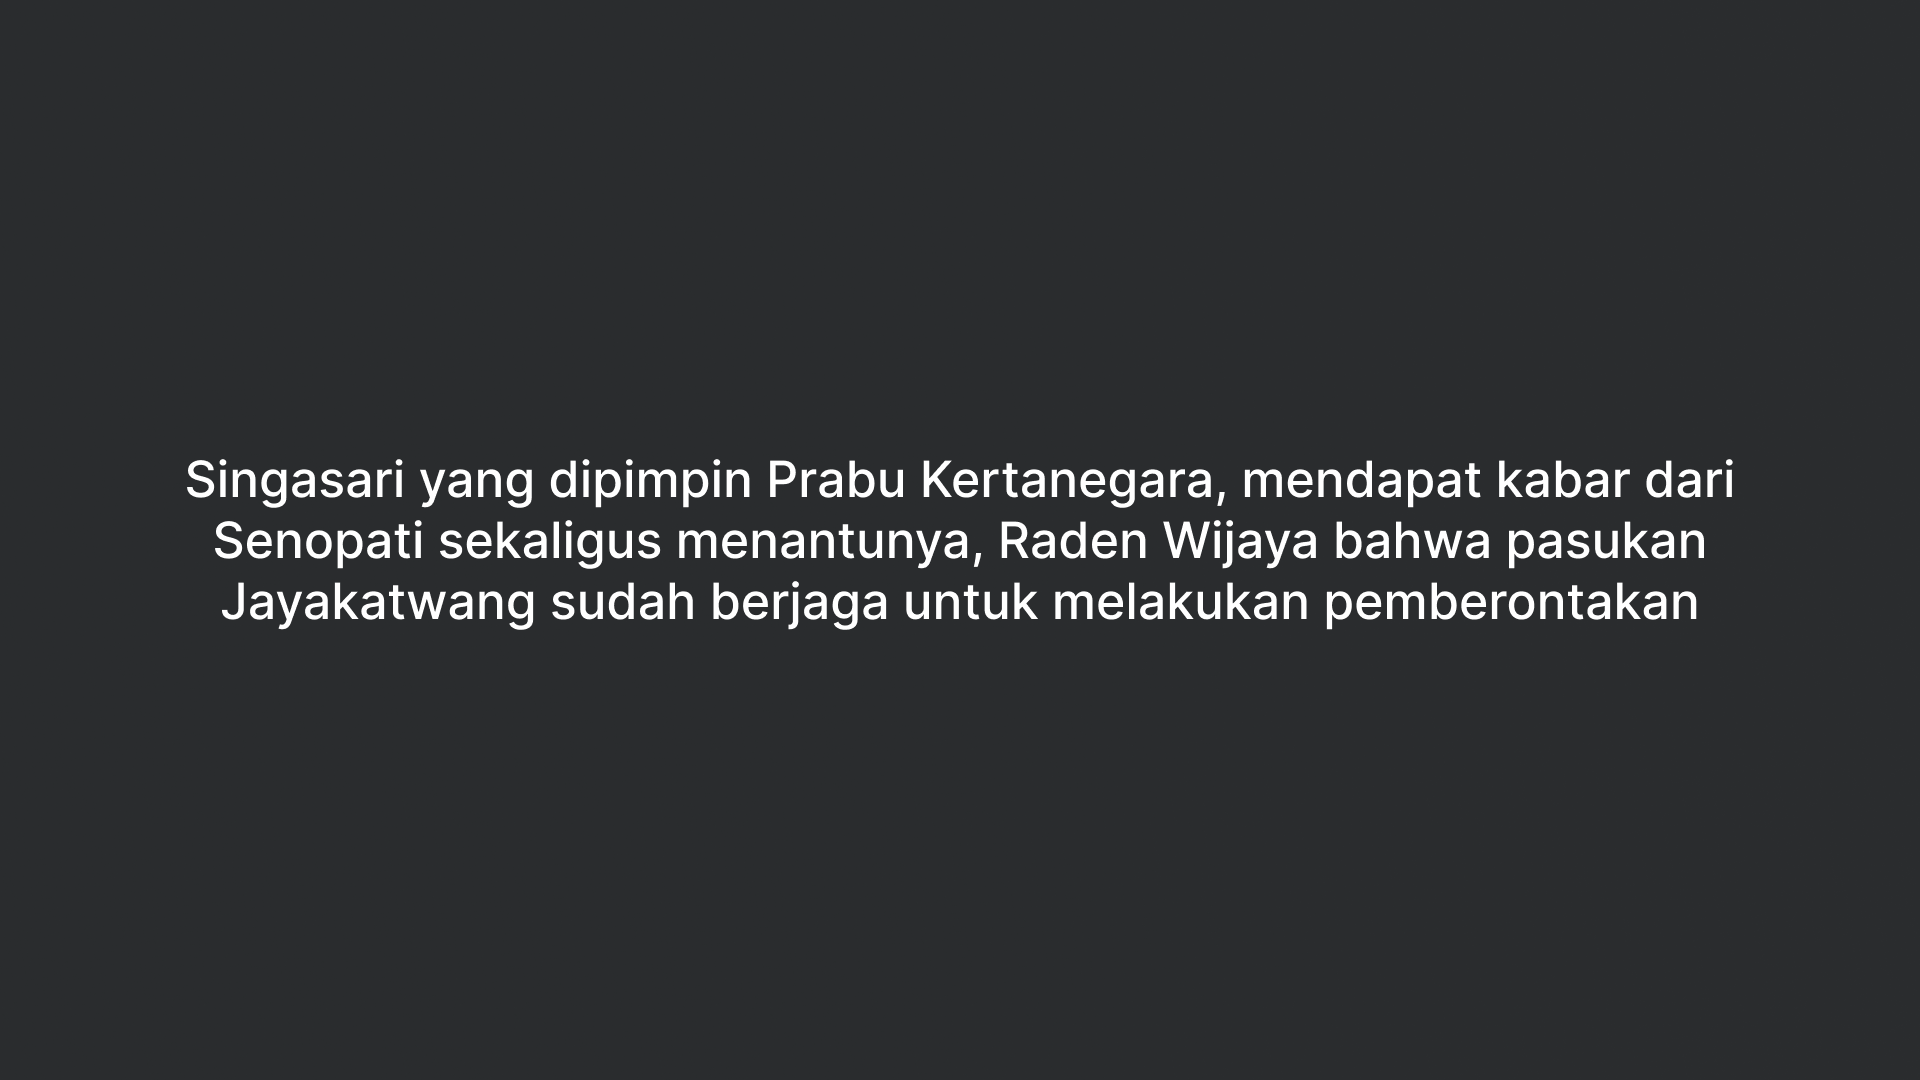 Singasari yang dipimpin Prabu Kertanegara, mendapat kabar dari
Senopati sekaligus menantunya, Raden Wijaya bahwa pasukan
Jayakatwang sudah berjaga untuk melakukan pemberontakan